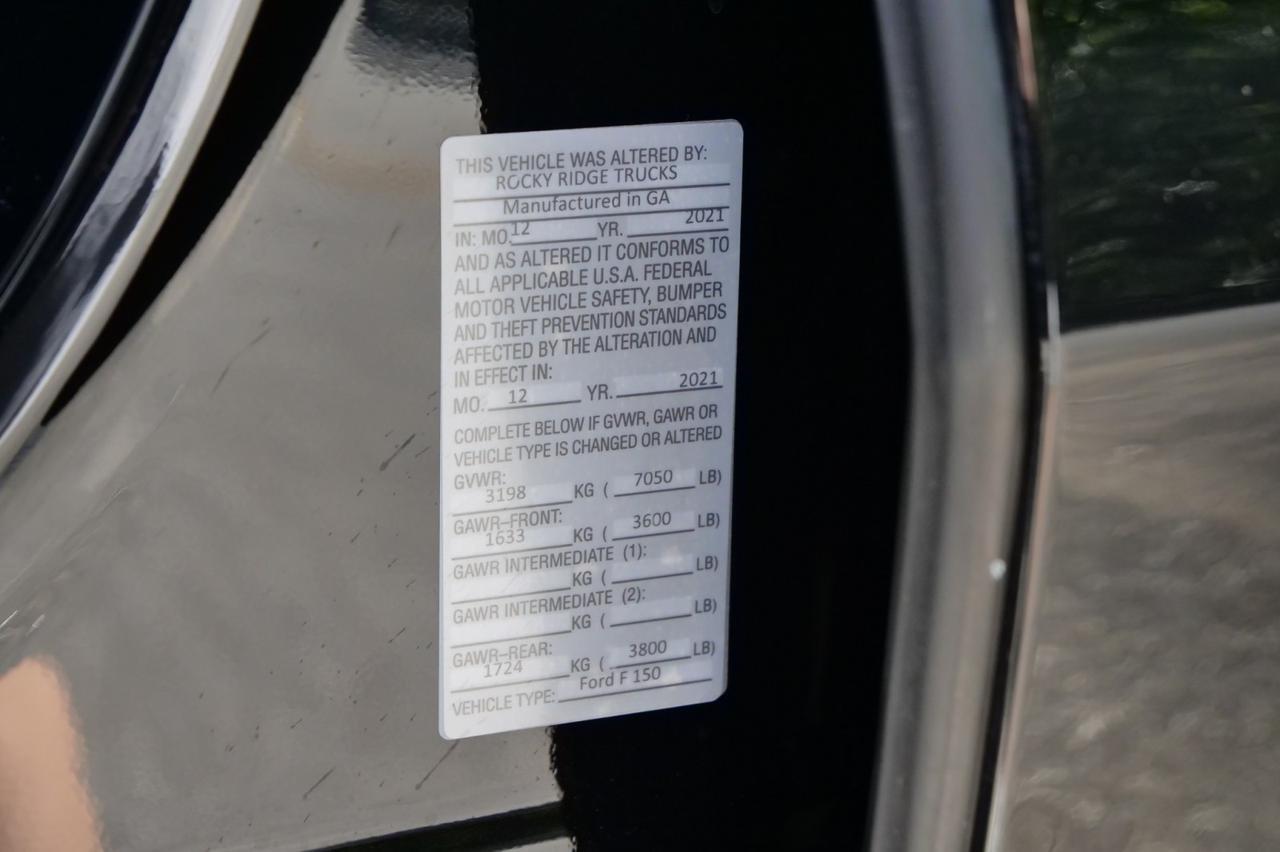 THIS VEHICLE WAS ALTERED BY:
ROCKY RIDGE TRUCKS
Manufactured in GA
IN: MO. 12 YR. 2021
AND AS ALTERED IT CONFORMS TO
ALL APPLICABLE U.S.A. FEDERAL
MOTOR VEHICLE SAFETY, BUMPER
AND THEFT PREVENTION STANDARDS
AFFECTED BY THE ALTERATION AND
IN EFFECT IN:
MO. 12 YR. 2021
COMPLETE BELOW IF GVWR, GAWR OR
VEHICLE TYPE IS CHANGED OR ALTERED
GVWR:
3198 KG ( 7050 LB)
GAWR–FRONT:
1633 KG ( 3600 LB)
GAWR INTERMEDIATE (1):
KG ( LB)
GAWR INTERMEDIATE (2):
KG ( LB)
GAWR–REAR:
1724 KG ( 3800 LB)
VEHICLE TYPE: Ford F 150